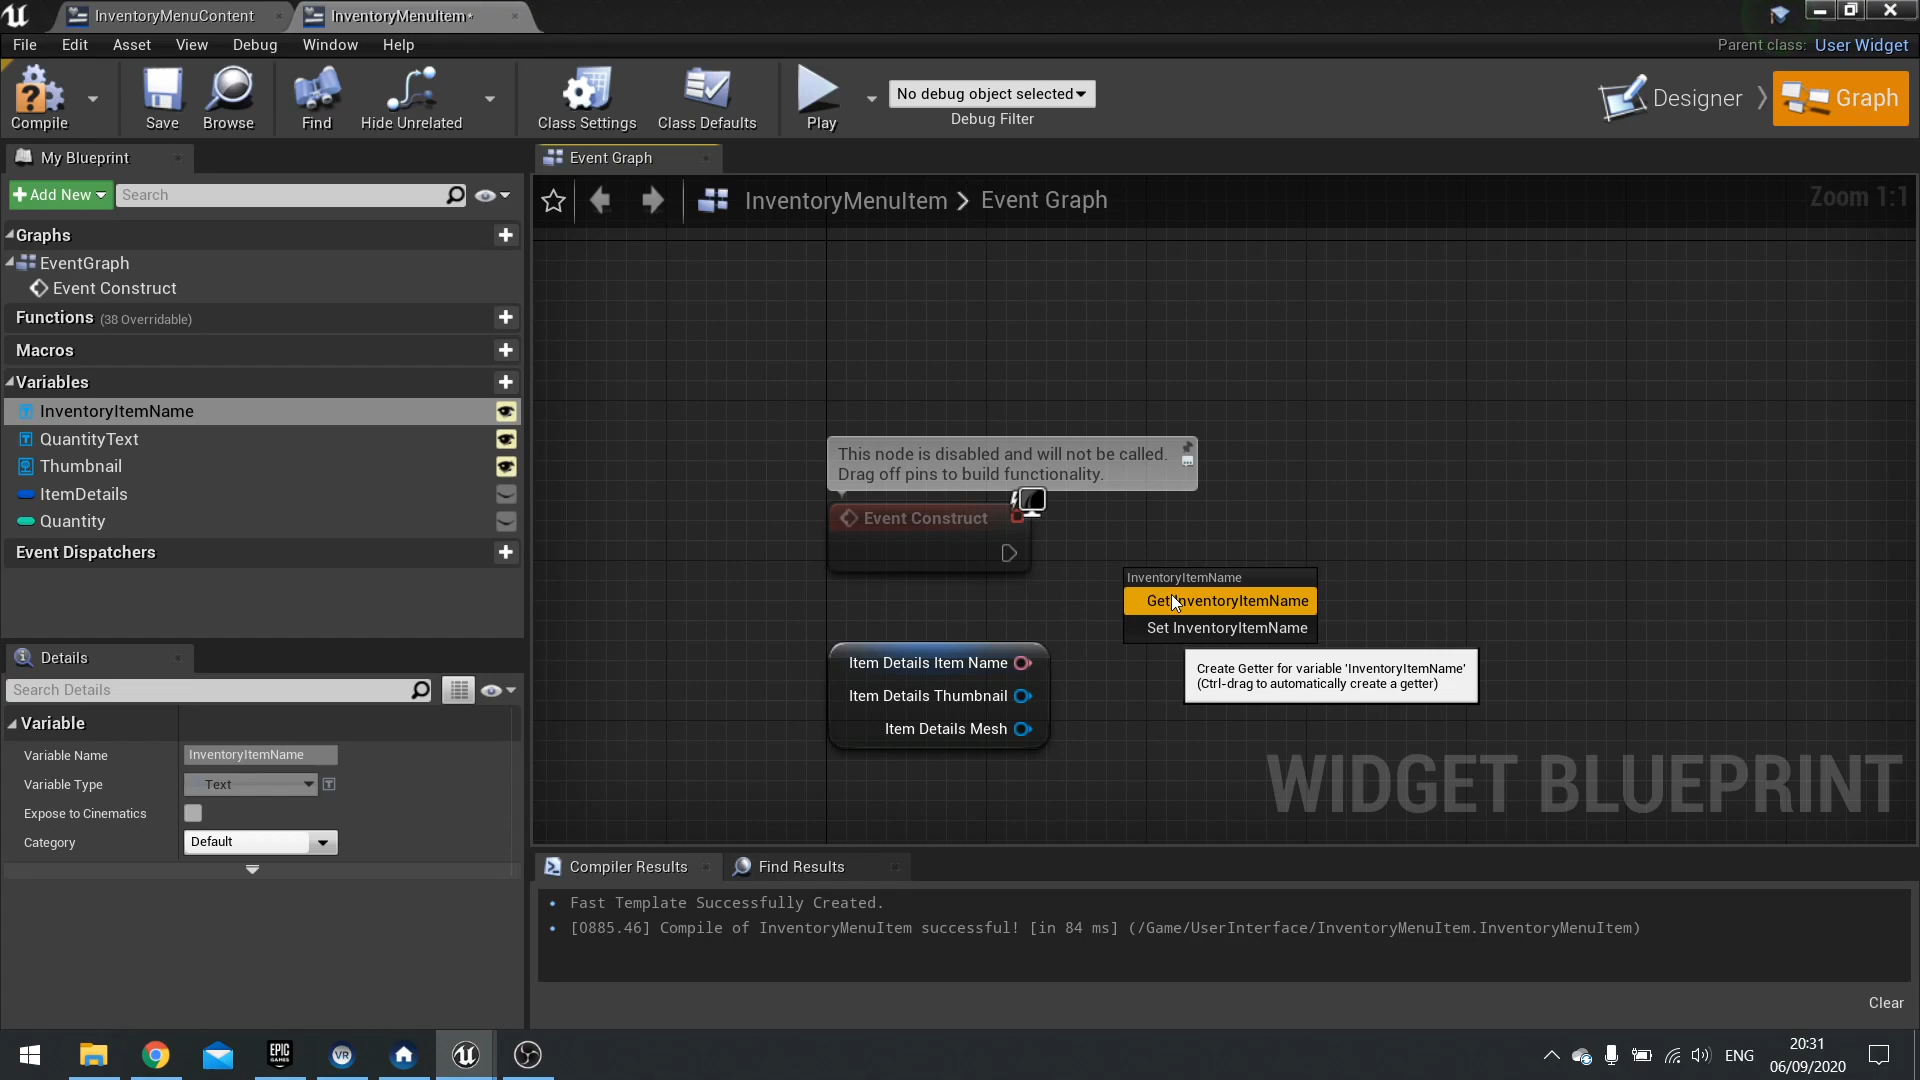 InventoryMenuContent
InventoryMenuItem*
File Edit Asset View Debug Window Help
Parent class: User Widget
Compile
Save
Browse
Find
Hide Unrelated
Class Settings
Class Defaults
Play
No debug object selected
Debug Filter
Designer
Graph
My Blueprint
Add New
Search
Graphs
EventGraph
Event Construct
Functions (38 Overridable)
Macros
Variables
InventoryItemName
QuantityText
Thumbnail
ItemDetails
Quantity
Event Dispatchers
Details
Search Details
Variable
Variable Name InventoryItemName
Variable Type Text
Expose to Cinematics
Category Default
Event Graph
InventoryMenuItem > Event Graph
Zoom 1:1
This node is disabled and will not be called.
Drag off pins to build functionality.
Event Construct
InventoryItemName
Get InventoryItemName
Set InventoryItemName
Create Getter for variable 'InventoryItemName'
(Ctrl-drag to automatically create a getter)
Item Details Item Name
Item Details Thumbnail
Item Details Mesh
WIDGET BLUEPRINT
Compiler Results
Find Results
Fast Template Successfully Created.
[0885.46] Compile of InventoryMenuItem successful! [in 84 ms] (/Game/UserInterface/InventoryMenuItem.InventoryMenuItem)
Clear
EPIC
GAMES
VR
ENG
20:31
06/09/2020